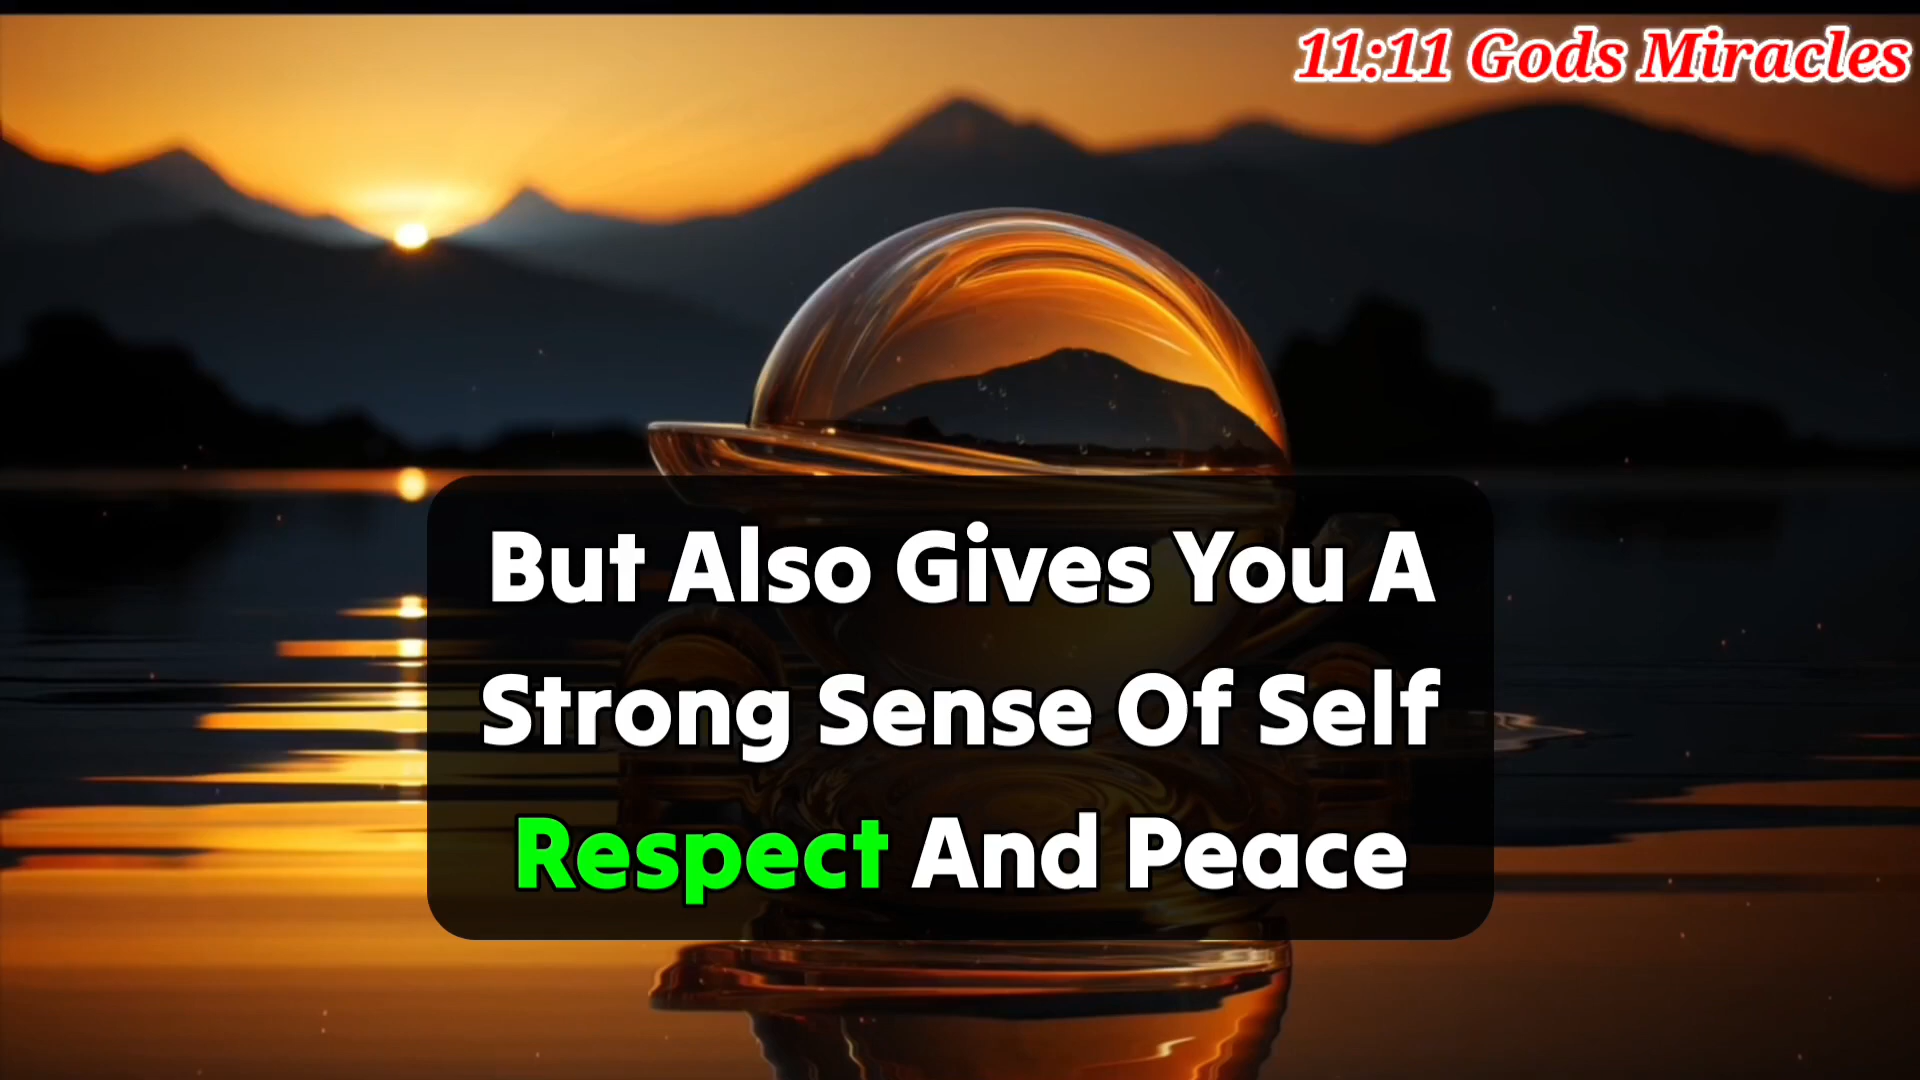 11:11 Gods Miracles
But Also Gives You A
Strong Sense Of Self
Respect And Peace